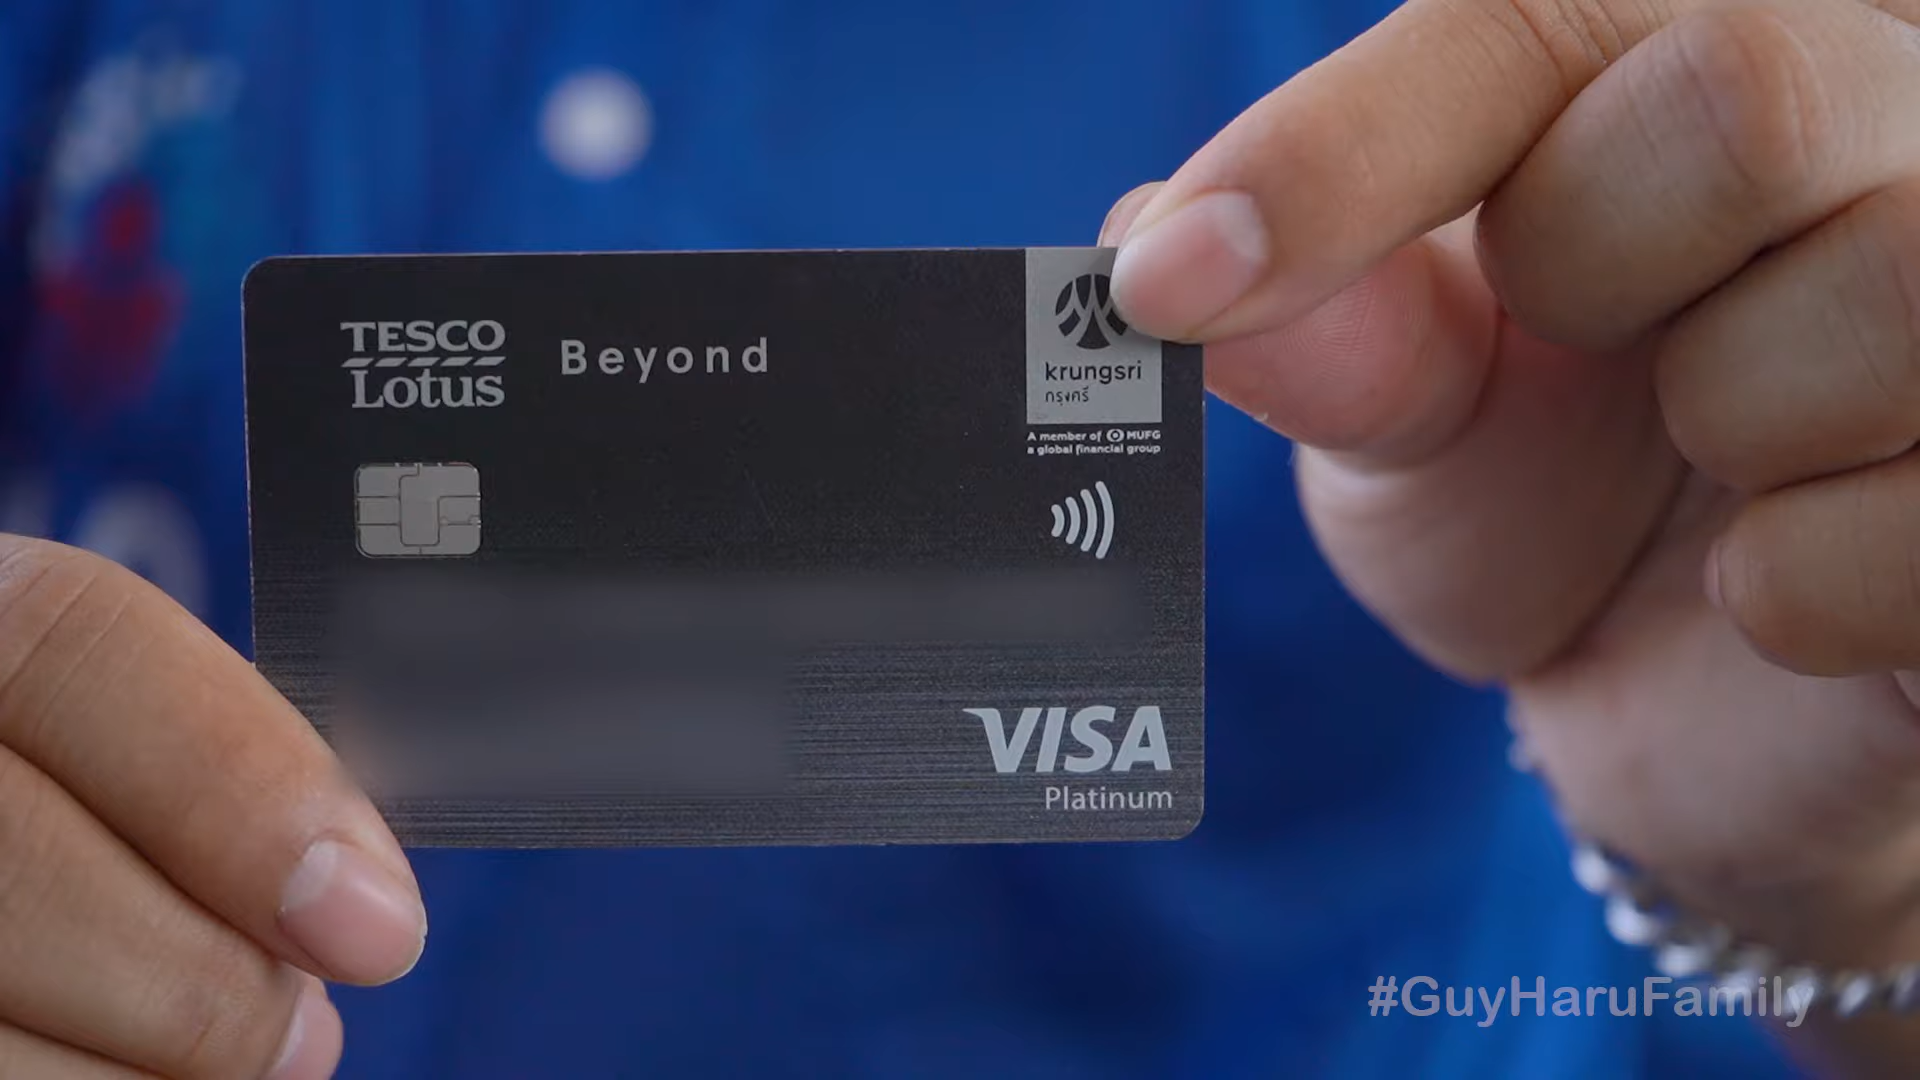 TESCO
Lotus
Beyond
krungsri
กรุงศรี
A member of MUFG
a global financial group
VISA
Platinum
#GuyHaruFamily